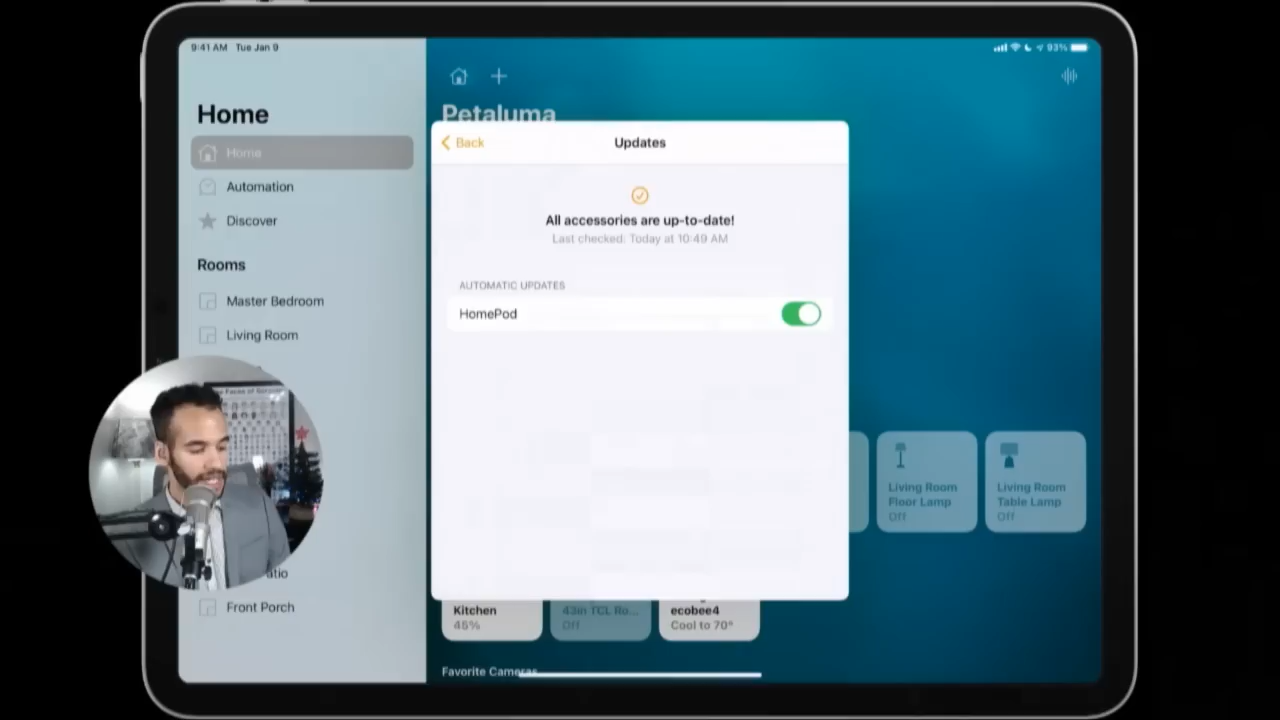 9:41 AM Tue Jan 9
93%
Home
Home
Automation
Discover
Rooms
Master Bedroom
Living Room
Front Porch
Petaluma
Back
Updates
All accessories are up-to-date!
Last checked: Today at 10:49 AM
AUTOMATIC UPDATES
HomePod
Living Room
Floor Lamp
Off
Living Room
Table Lamp
Off
Kitchen
45%
43in TCL Ro...
Off
ecobee4
Cool to 70°
Favorite Cameras